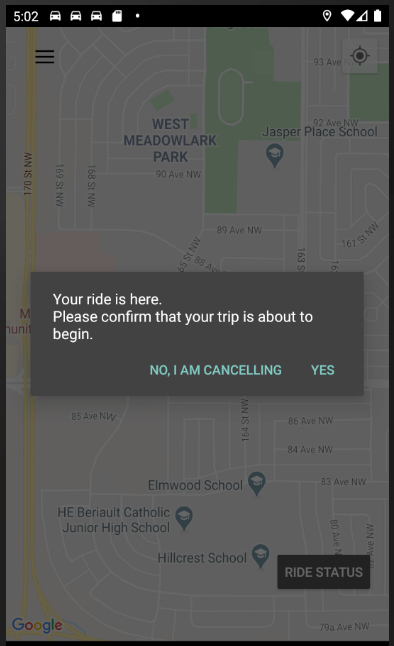 5:02
93 Ave
92 Ave NW
WEST
MEADOWLARK
PARK
Jasper Place School
170 St NW
169 St NW
168 St NW
90 Ave NW
89 Ave NW
161 St NW
88 Ave
163 S
Your ride is here.
Please confirm that your trip is about to
begin.
NO, I AM CANCELLING
YES
85 Ave NW
164 St NW
86 Ave NW
84 Ave NW
Elmwood School
83 Ave NW
HE Beriault Catholic
Junior High School
80 Ave NW
Ave NW
Hillcrest School
RIDE STATUS
Google
79a Ave NW